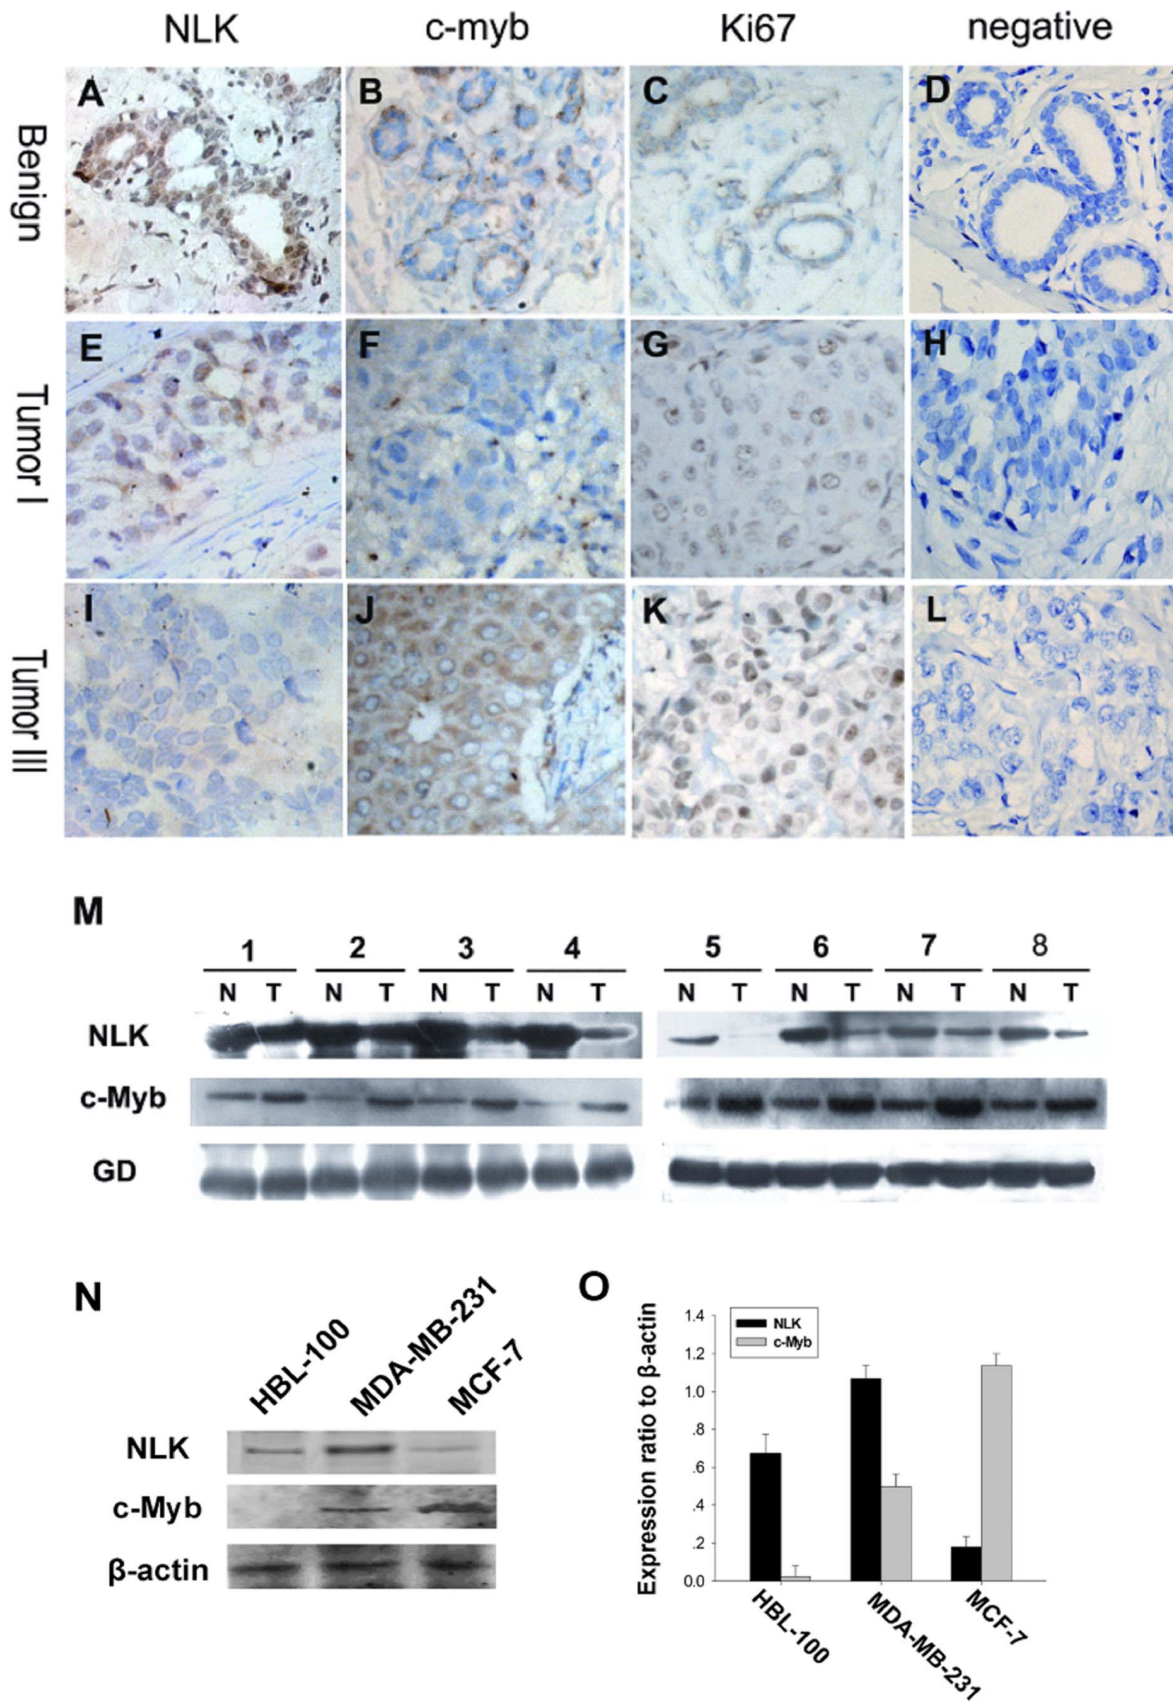 NLK c-myb Ki67 negative
Benign
A B C D
Tumor I
E F G H
Tumor III
I J K L
M
1 2 3 4 5 6 7 8
N T N T N T N T N T N T N T N T
NLK
c-Myb
GD
N
HBL-100 MDA-MB-231 MCF-7
NLK
c-Myb
β-actin
O
Expression ratio to β-actin
1.4
1.2
1.0
.8
.6
.4
.2
0.0
NLK
c-Myb
HBL-100 MDA-MB-231 MCF-7